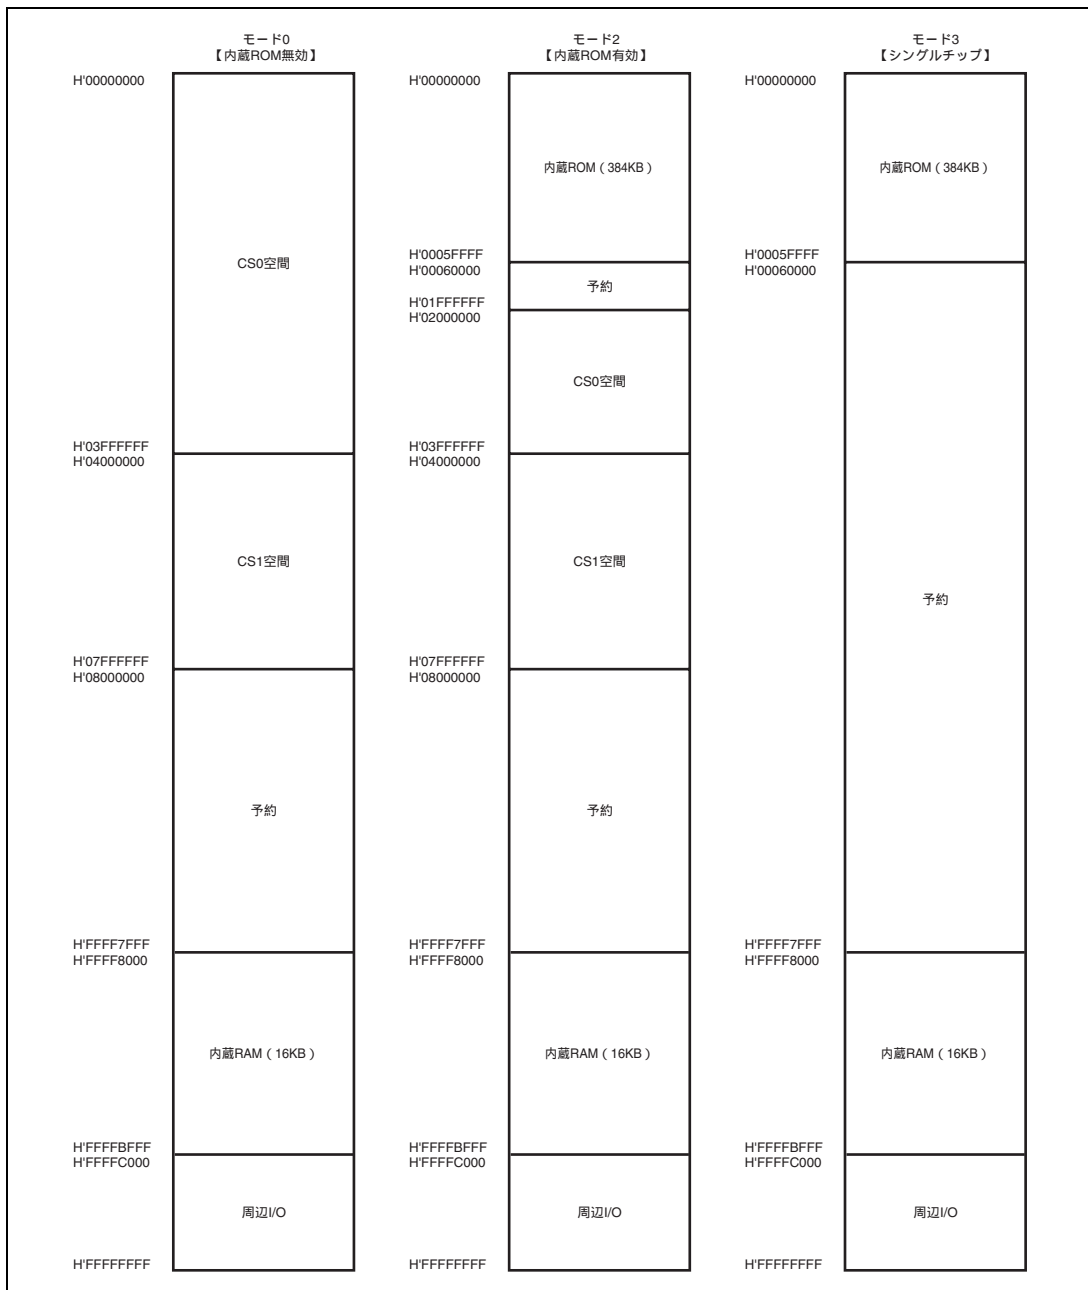 モード0
【内蔵ROM無効】
H'00000000
CS0空間
H'03FFFFFF
H'04000000
CS1空間
H'07FFFFFF
H'08000000
予約
H'FFFF7FFF
H'FFFF8000
内蔵RAM（16KB）
H'FFFFBFFF
H'FFFFC000
周辺I/O
H'FFFFFFFF
モード2
【内蔵ROM有効】
H'00000000
内蔵ROM（384KB）
H'0005FFFF
H'00060000
予約
H'01FFFFFF
H'02000000
CS0空間
H'03FFFFFF
H'04000000
CS1空間
H'07FFFFFF
H'08000000
予約
H'FFFF7FFF
H'FFFF8000
内蔵RAM（16KB）
H'FFFFBFFF
H'FFFFC000
周辺I/O
H'FFFFFFFF
モード3
【シングルチップ】
H'00000000
内蔵ROM（384KB）
H'0005FFFF
H'00060000
予約
H'FFFF7FFF
H'FFFF8000
内蔵RAM（16KB）
H'FFFFBFFF
H'FFFFC000
周辺I/O
H'FFFFFFFF